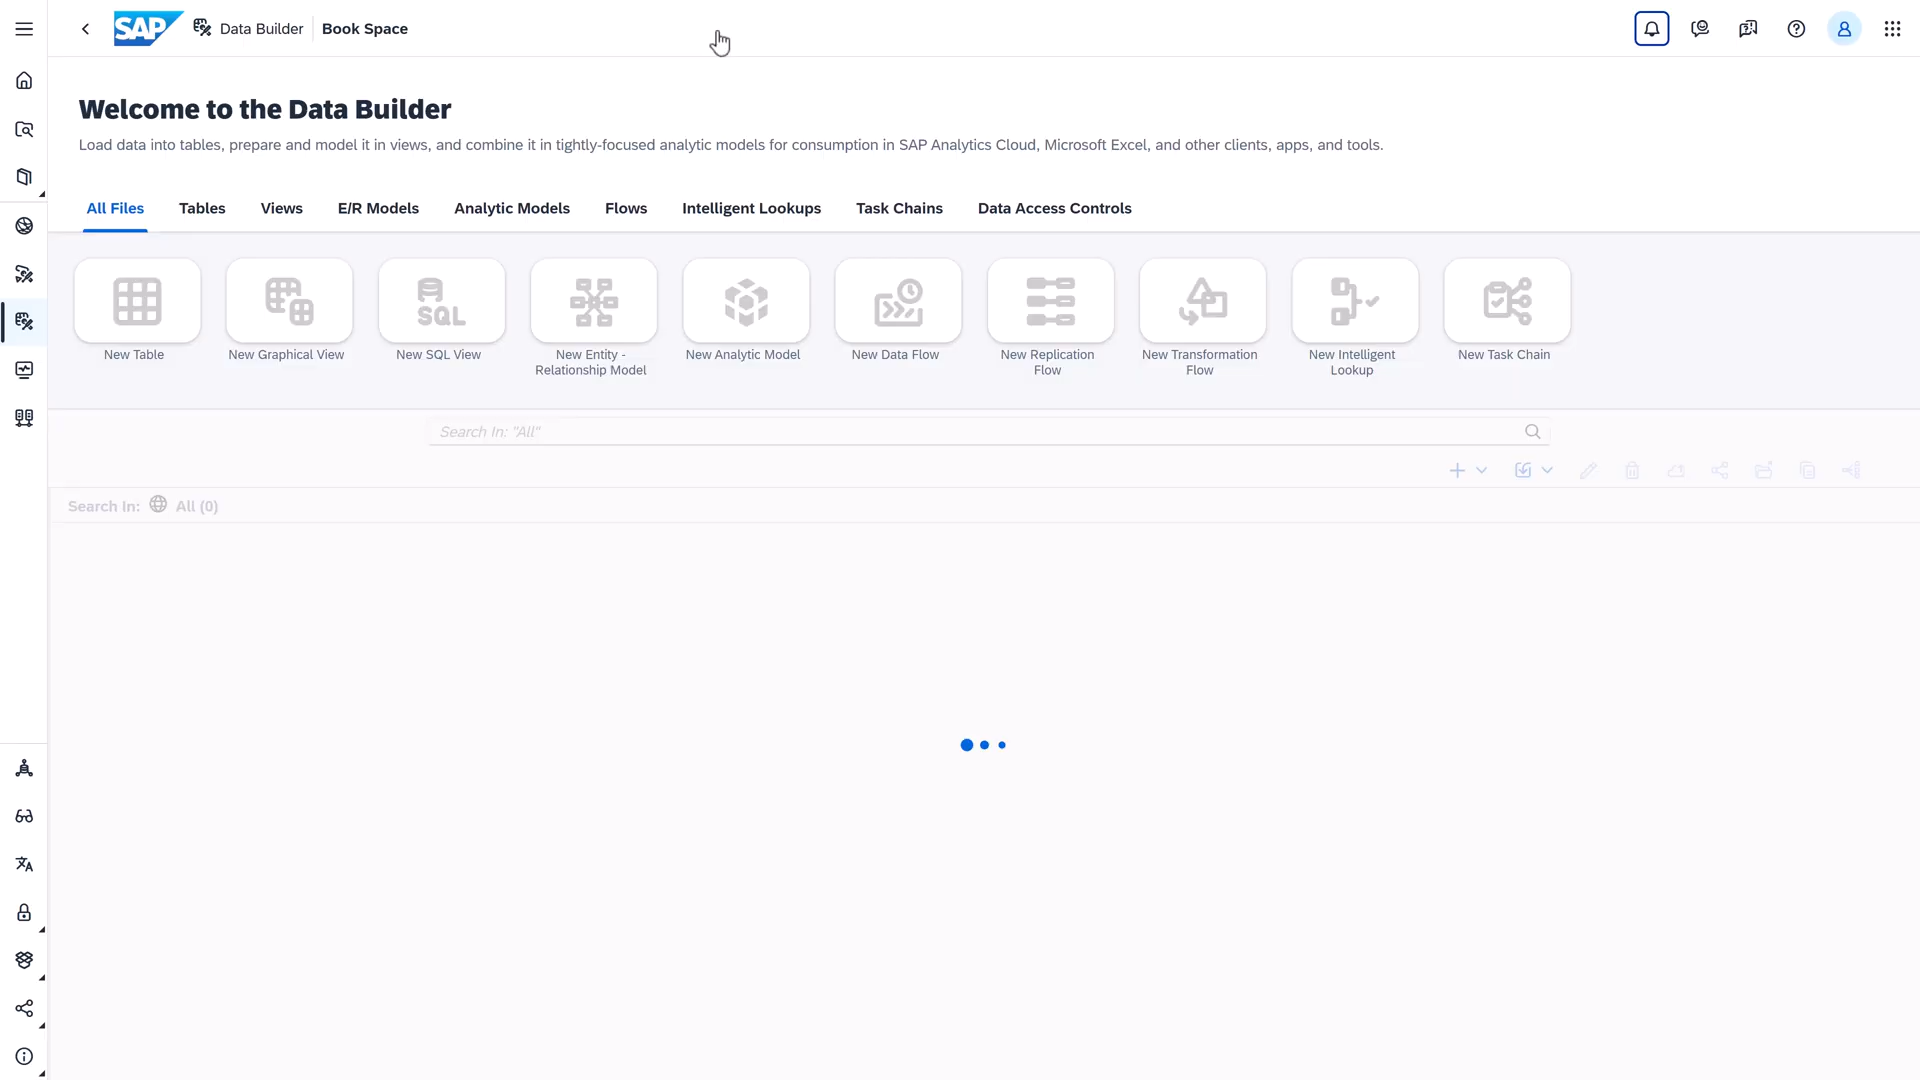 SAP Data Builder Book Space
Welcome to the Data Builder
Load data into tables, prepare and model it in views, and combine it in tightly-focused analytic models for consumption in SAP Analytics Cloud, Microsoft Excel, and other clients, apps, and tools.
All Files Tables Views E/R Models Analytic Models Flows Intelligent Lookups Task Chains Data Access Controls
SQL
New Table New Graphical View New SQL View New Entity - New Analytic Model New Data Flow New Replication New Transformation New Intelligent New Task Chain
Relationship Model Flow Flow Lookup
Search In: "All"
Search In: All (0)